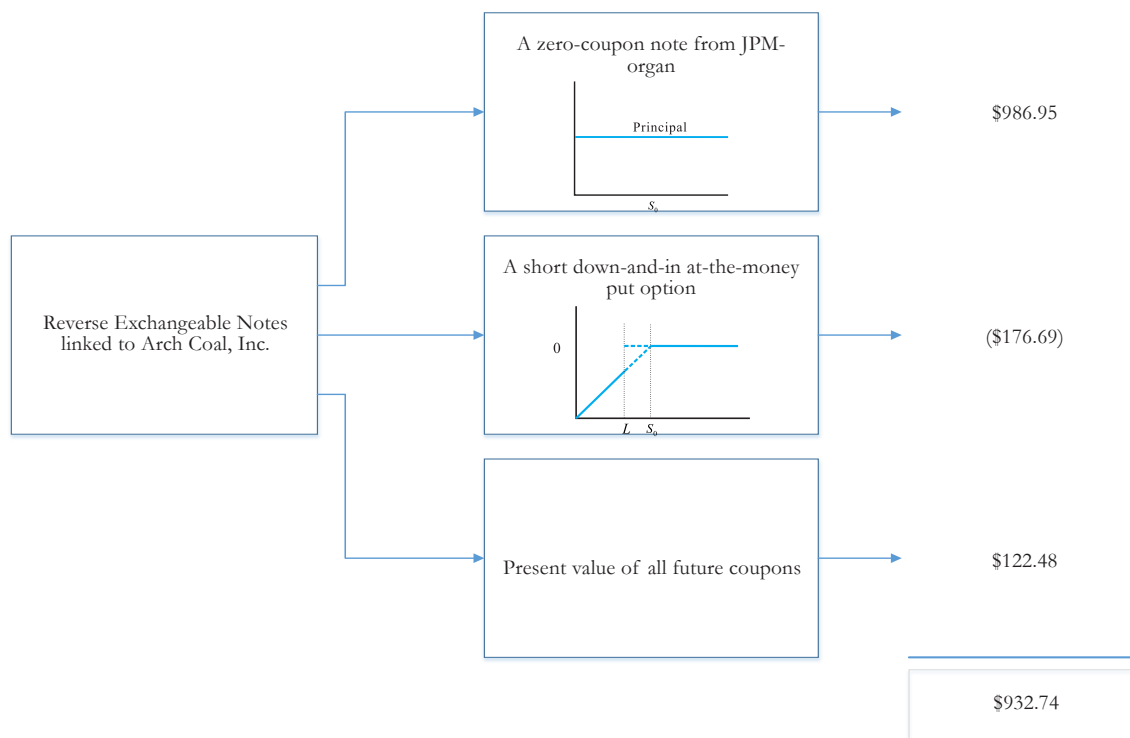 A zero-coupon note from JPM-
organ
Principal
S₀
$986.95
Reverse Exchangeable Notes
linked to Arch Coal, Inc.
A short down-and-in at-the-money
put option
0
L S₀
($176.69)
Present value of all future coupons
$122.48
$932.74